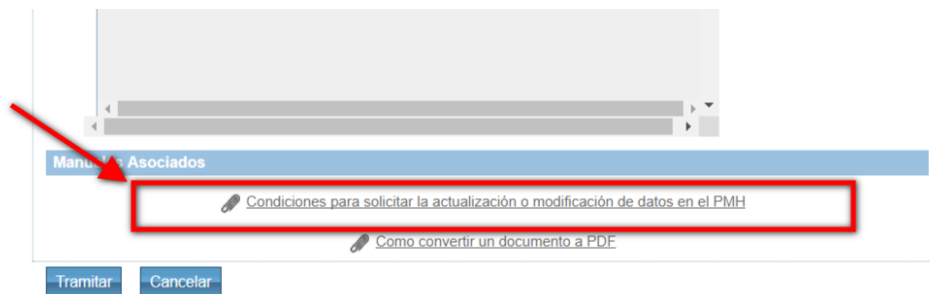 Manuales Asociados
Condiciones para solicitar la actualización o modificación de datos en el PMH
Como convertir un documento a PDF
Tramitar Cancelar